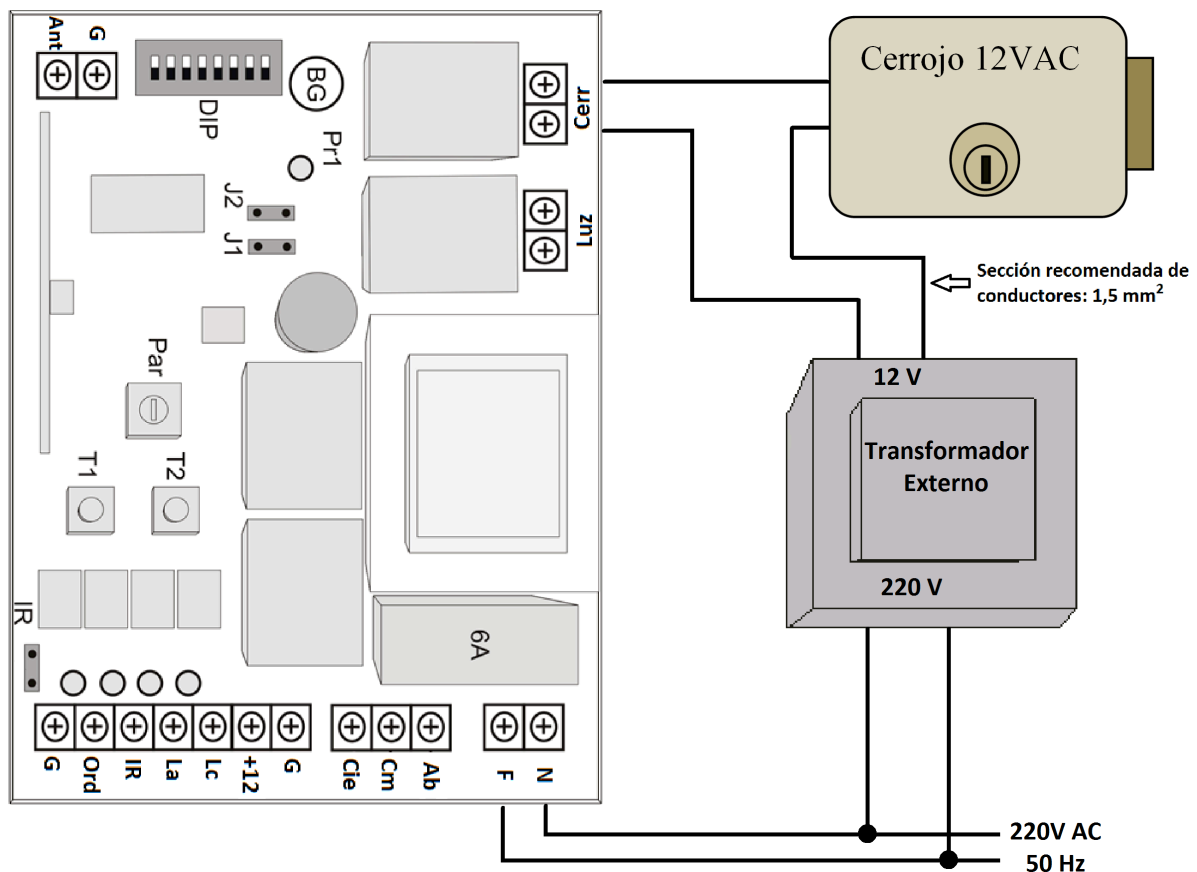 Ant
G
DIP
BG
Pr1
Cerr
J2
J1
Luz
Par
T1
T2
IR
6A
G
Ord
IR
La
Lc
+12
G
Cie
Cm
Ab
F
N
Cerrojo 12VAC
Sección recomendada de
conductores: 1,5 mm²
12 V
Transformador
Externo
220 V
220V AC
50 Hz